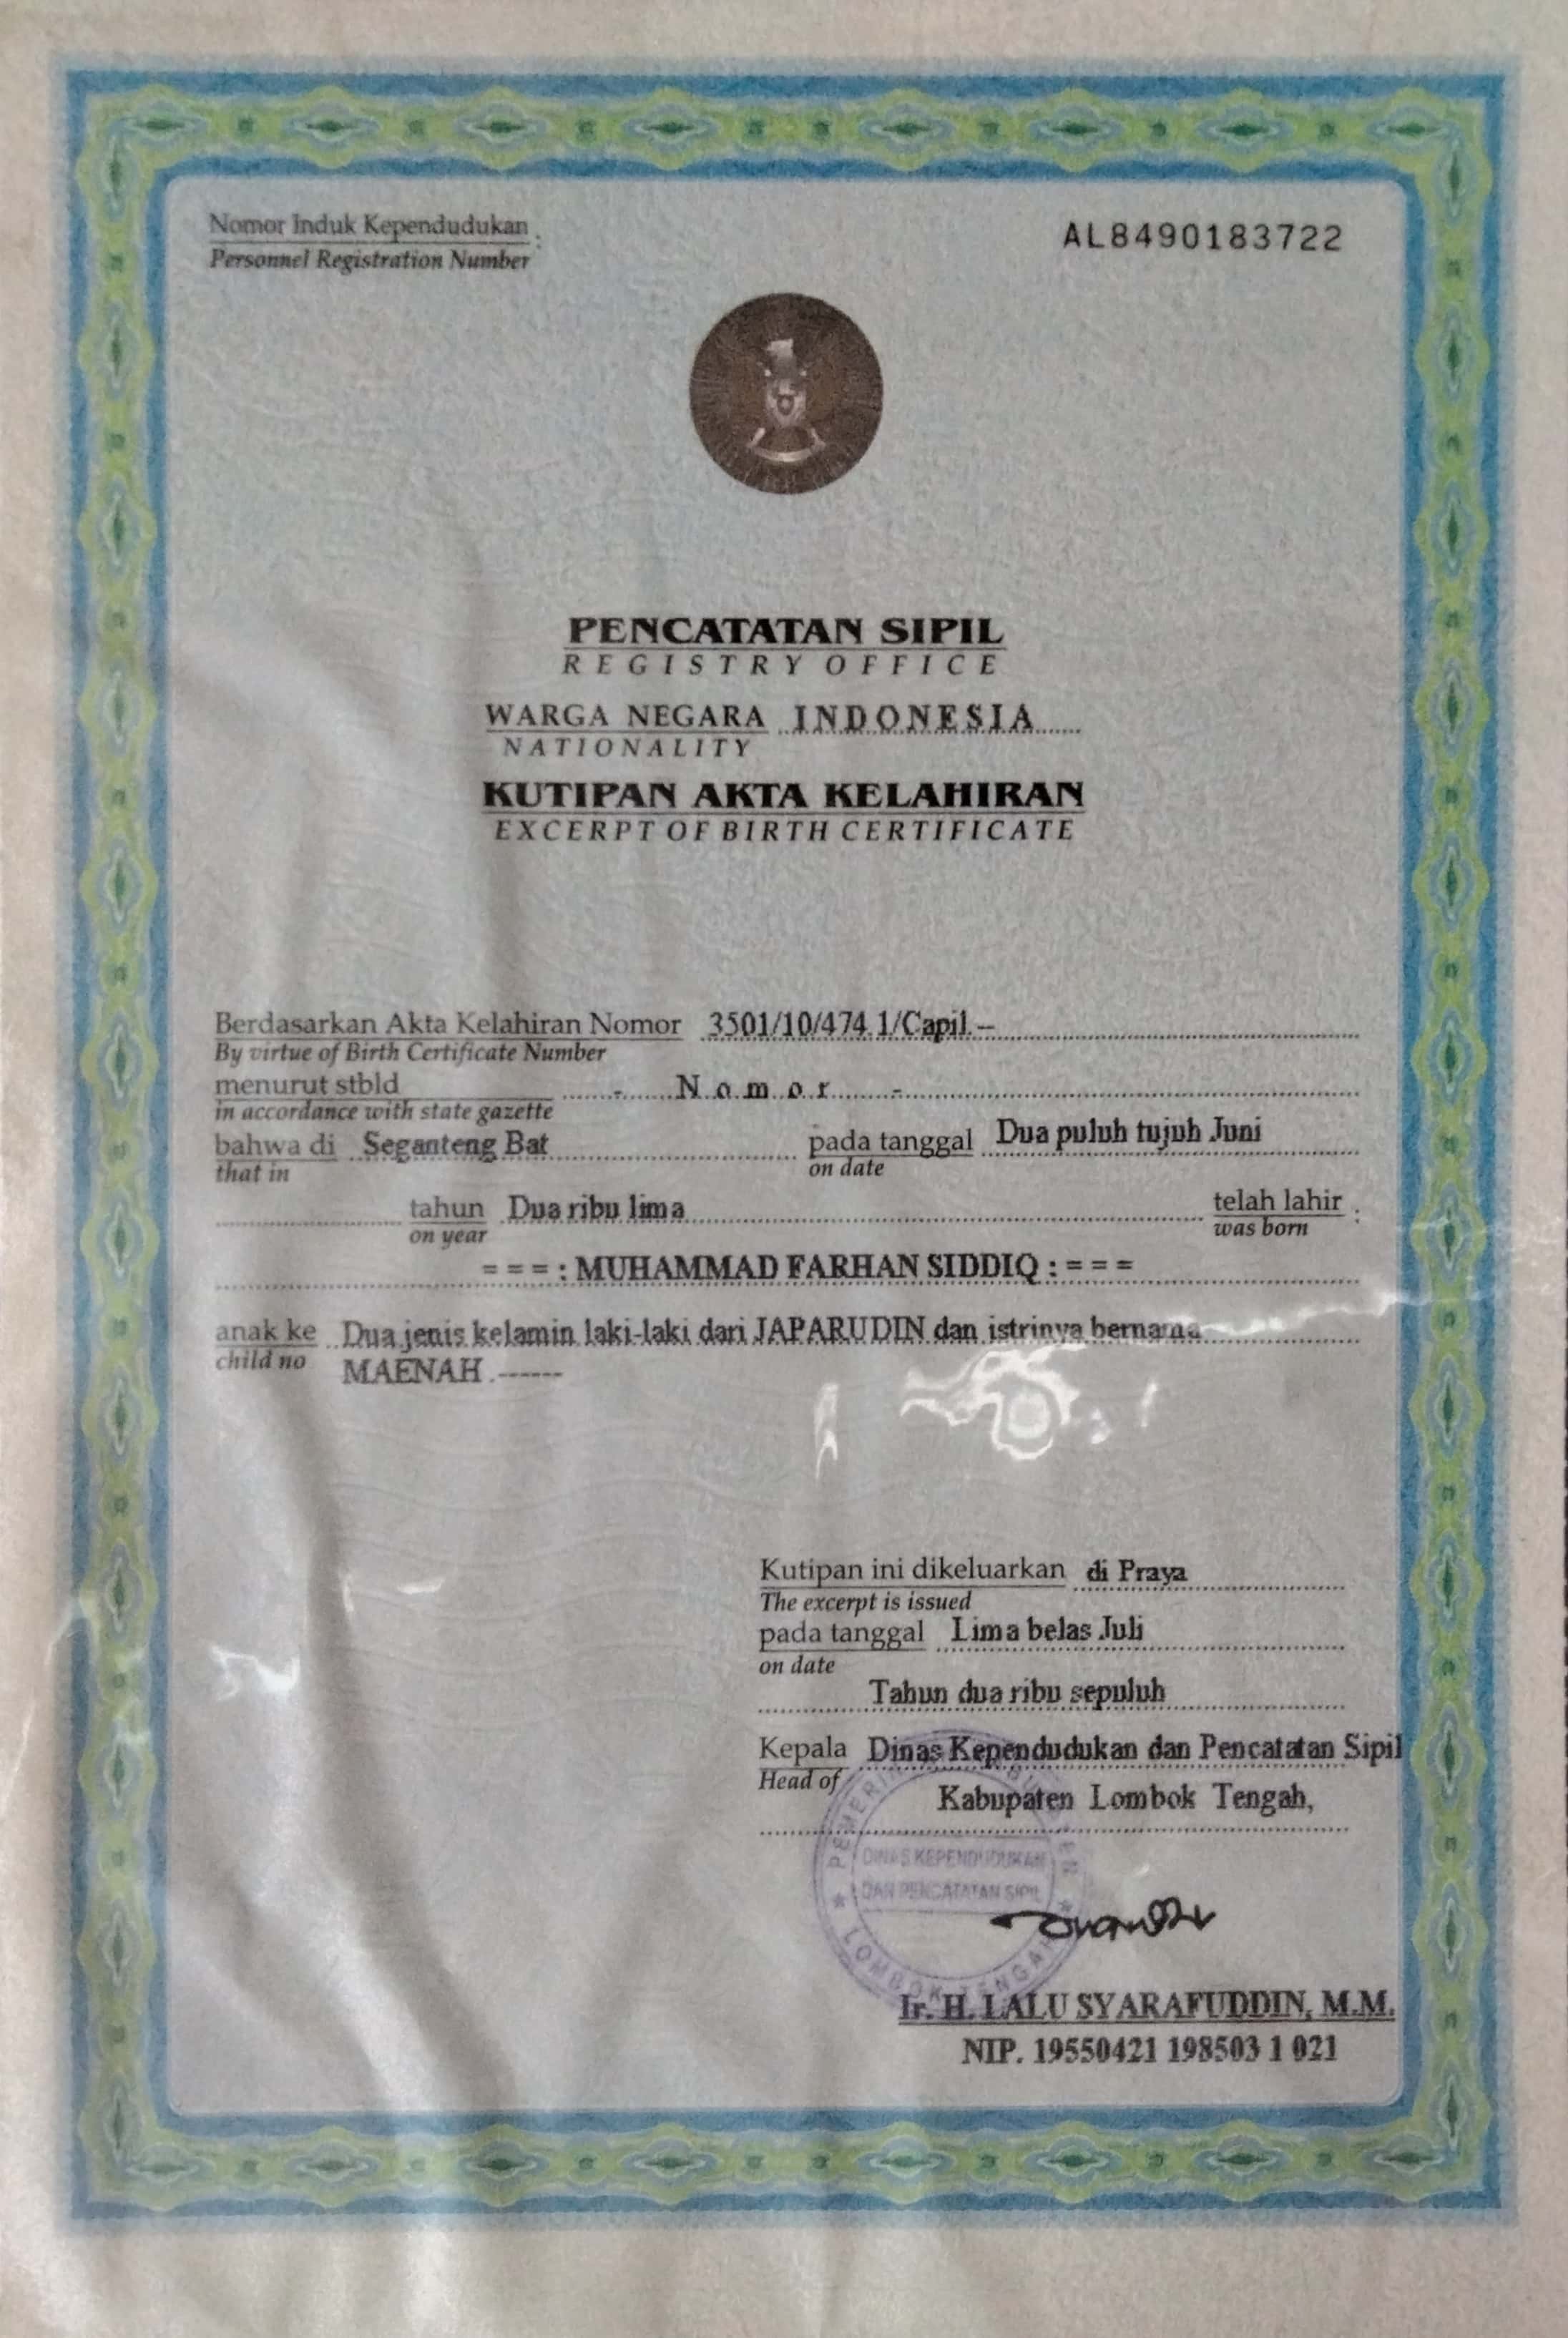 Nomor Induk Kependudukan :
AL8490183722
Personnel Registration Number
PENCATATAN SIPIL
REGISTRY OFFICE
WARGA NEGARA INDONESIA
NATIONALITY
KUTIPAN AKTA KELAHIRAN
EXCERPT OF BIRTH CERTIFICATE
Berdasarkan Akta Kelahiran Nomor 3501/10/474.1/Capil.–
By virtue of Birth Certificate Number
menurut stbld - Nomor -
in accordance with state gazette
bahwa di Seganteng Bat pada tanggal Dua puluh tujuh Juni
that in on date
tahun Dua ribu lima telah lahir :
on year was born
= = = : MUHAMMAD FARHAN SIDDIQ : = = =
anak ke Dua jenis kelamin laki-laki dari JAPARUDIN dan istrinya bernama
child no MAENAH .------
Kutipan ini dikeluarkan di Praya
The excerpt is issued
pada tanggal Lima belas Juli
on date
Tahun dua ribu sepuluh
Kepala Dinas Kependudukan dan Pencatatan Sipil
Head of
Kabupaten Lombok Tengah,
DINAS KEPENDUDUKAN
DAN PENCATATAN SIPIL
LOMBOK TENGAH
Ir. H. LALU SYARAFUDDIN, M.M.
NIP. 19550421 198503 1 021